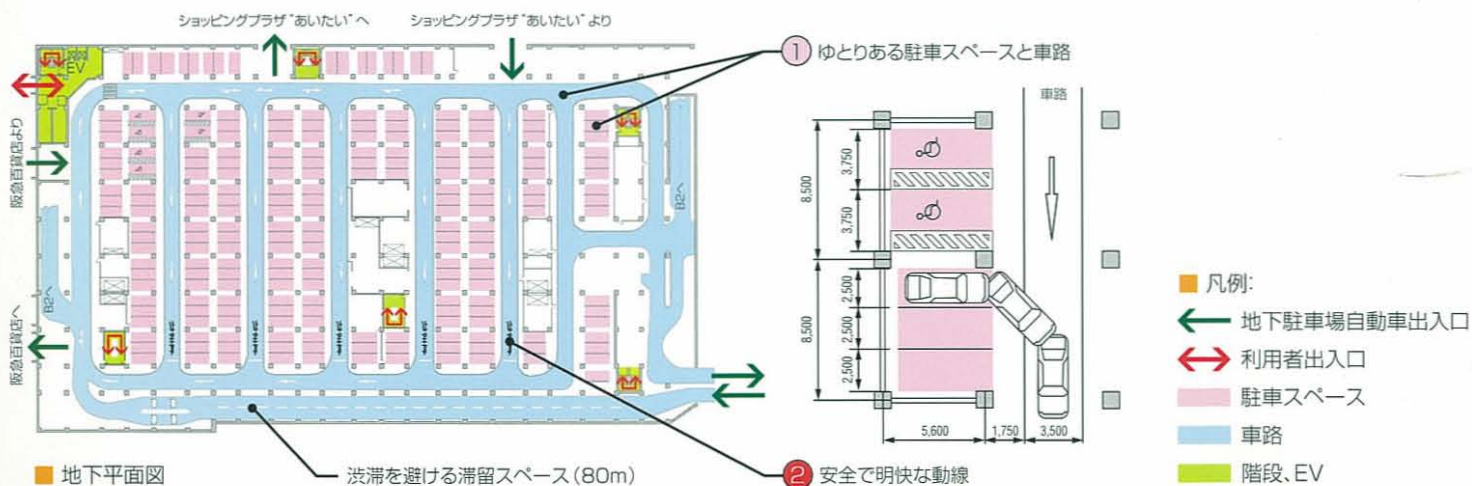 ショッピングプラザ"あいたい"へ
ショッピングプラザ"あいたい"より
EV
阪急百貨店より
阪急百貨店へ
B2へ
B2へ
① ゆとりある駐車スペースと車路
車路
8,500
3,750
3,750
8,500
2,500
2,500
2,500
5,600
1,750
3,500
■ 地下平面図
渋滞を避ける滞留スペース(80m)
② 安全で明快な動線
■ 凡例:
地下駐車場自動車出入口
利用者出入口
駐車スペース
車路
階段、EV